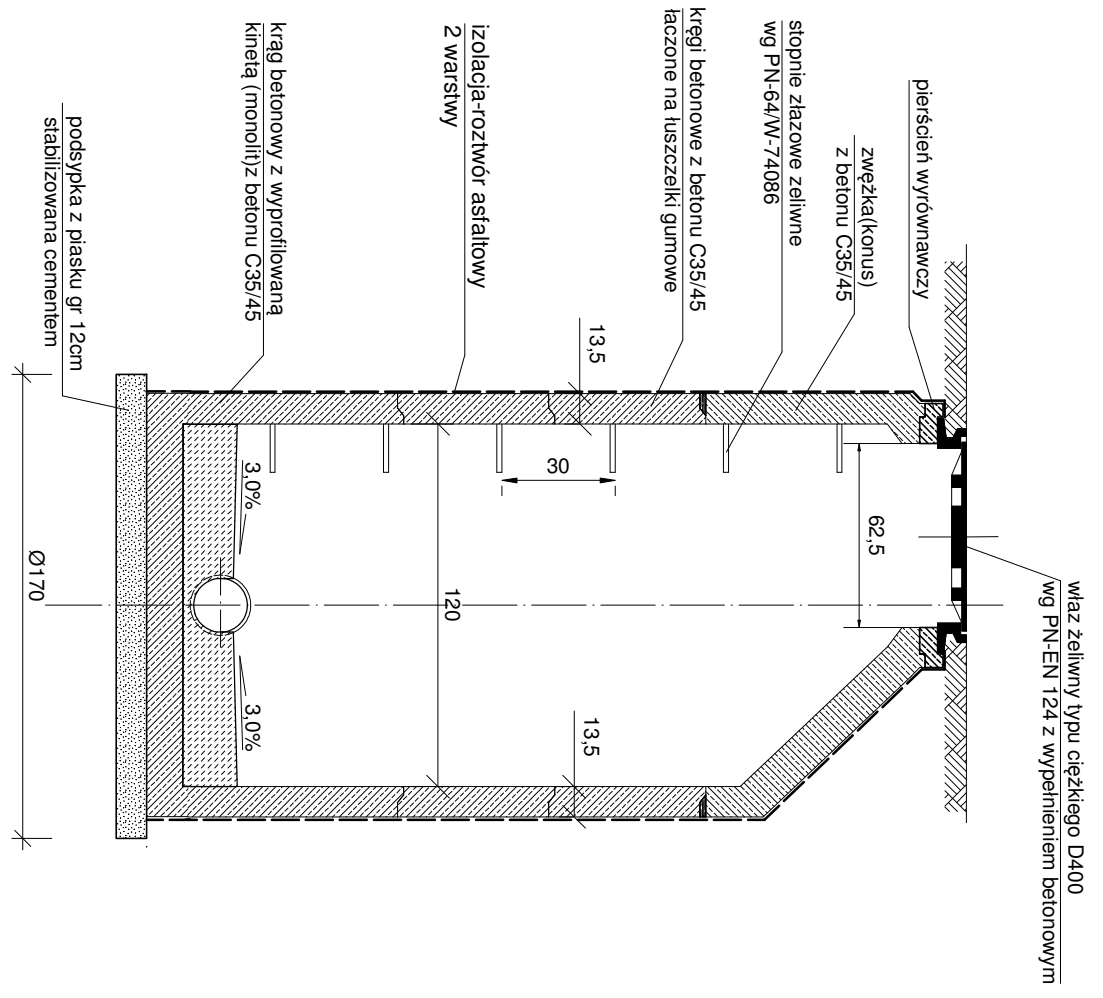 właz żeliwny typu ciężkiego D400
wg PN-EN 124 z wypełnieniem betonowym
pierścień wyrównawczy
zwężka(konus)
z betonu C35/45
stopnie złazowe zeliwne
wg PN-64/W-74086
kręgi betonowe z betonu C35/45
łaczone na łuszczelki gumowe
izolacja-roztwór asfaltowy
2 warstwy
krąg betonowy z wyprofilowaną
kinetą (monolit)z betonu C35/45
podsypka z piasku gr 12cm
stabilizowana cementem
62,5
30
13,5
120
13,5
3,0%
3,0%
Ø170